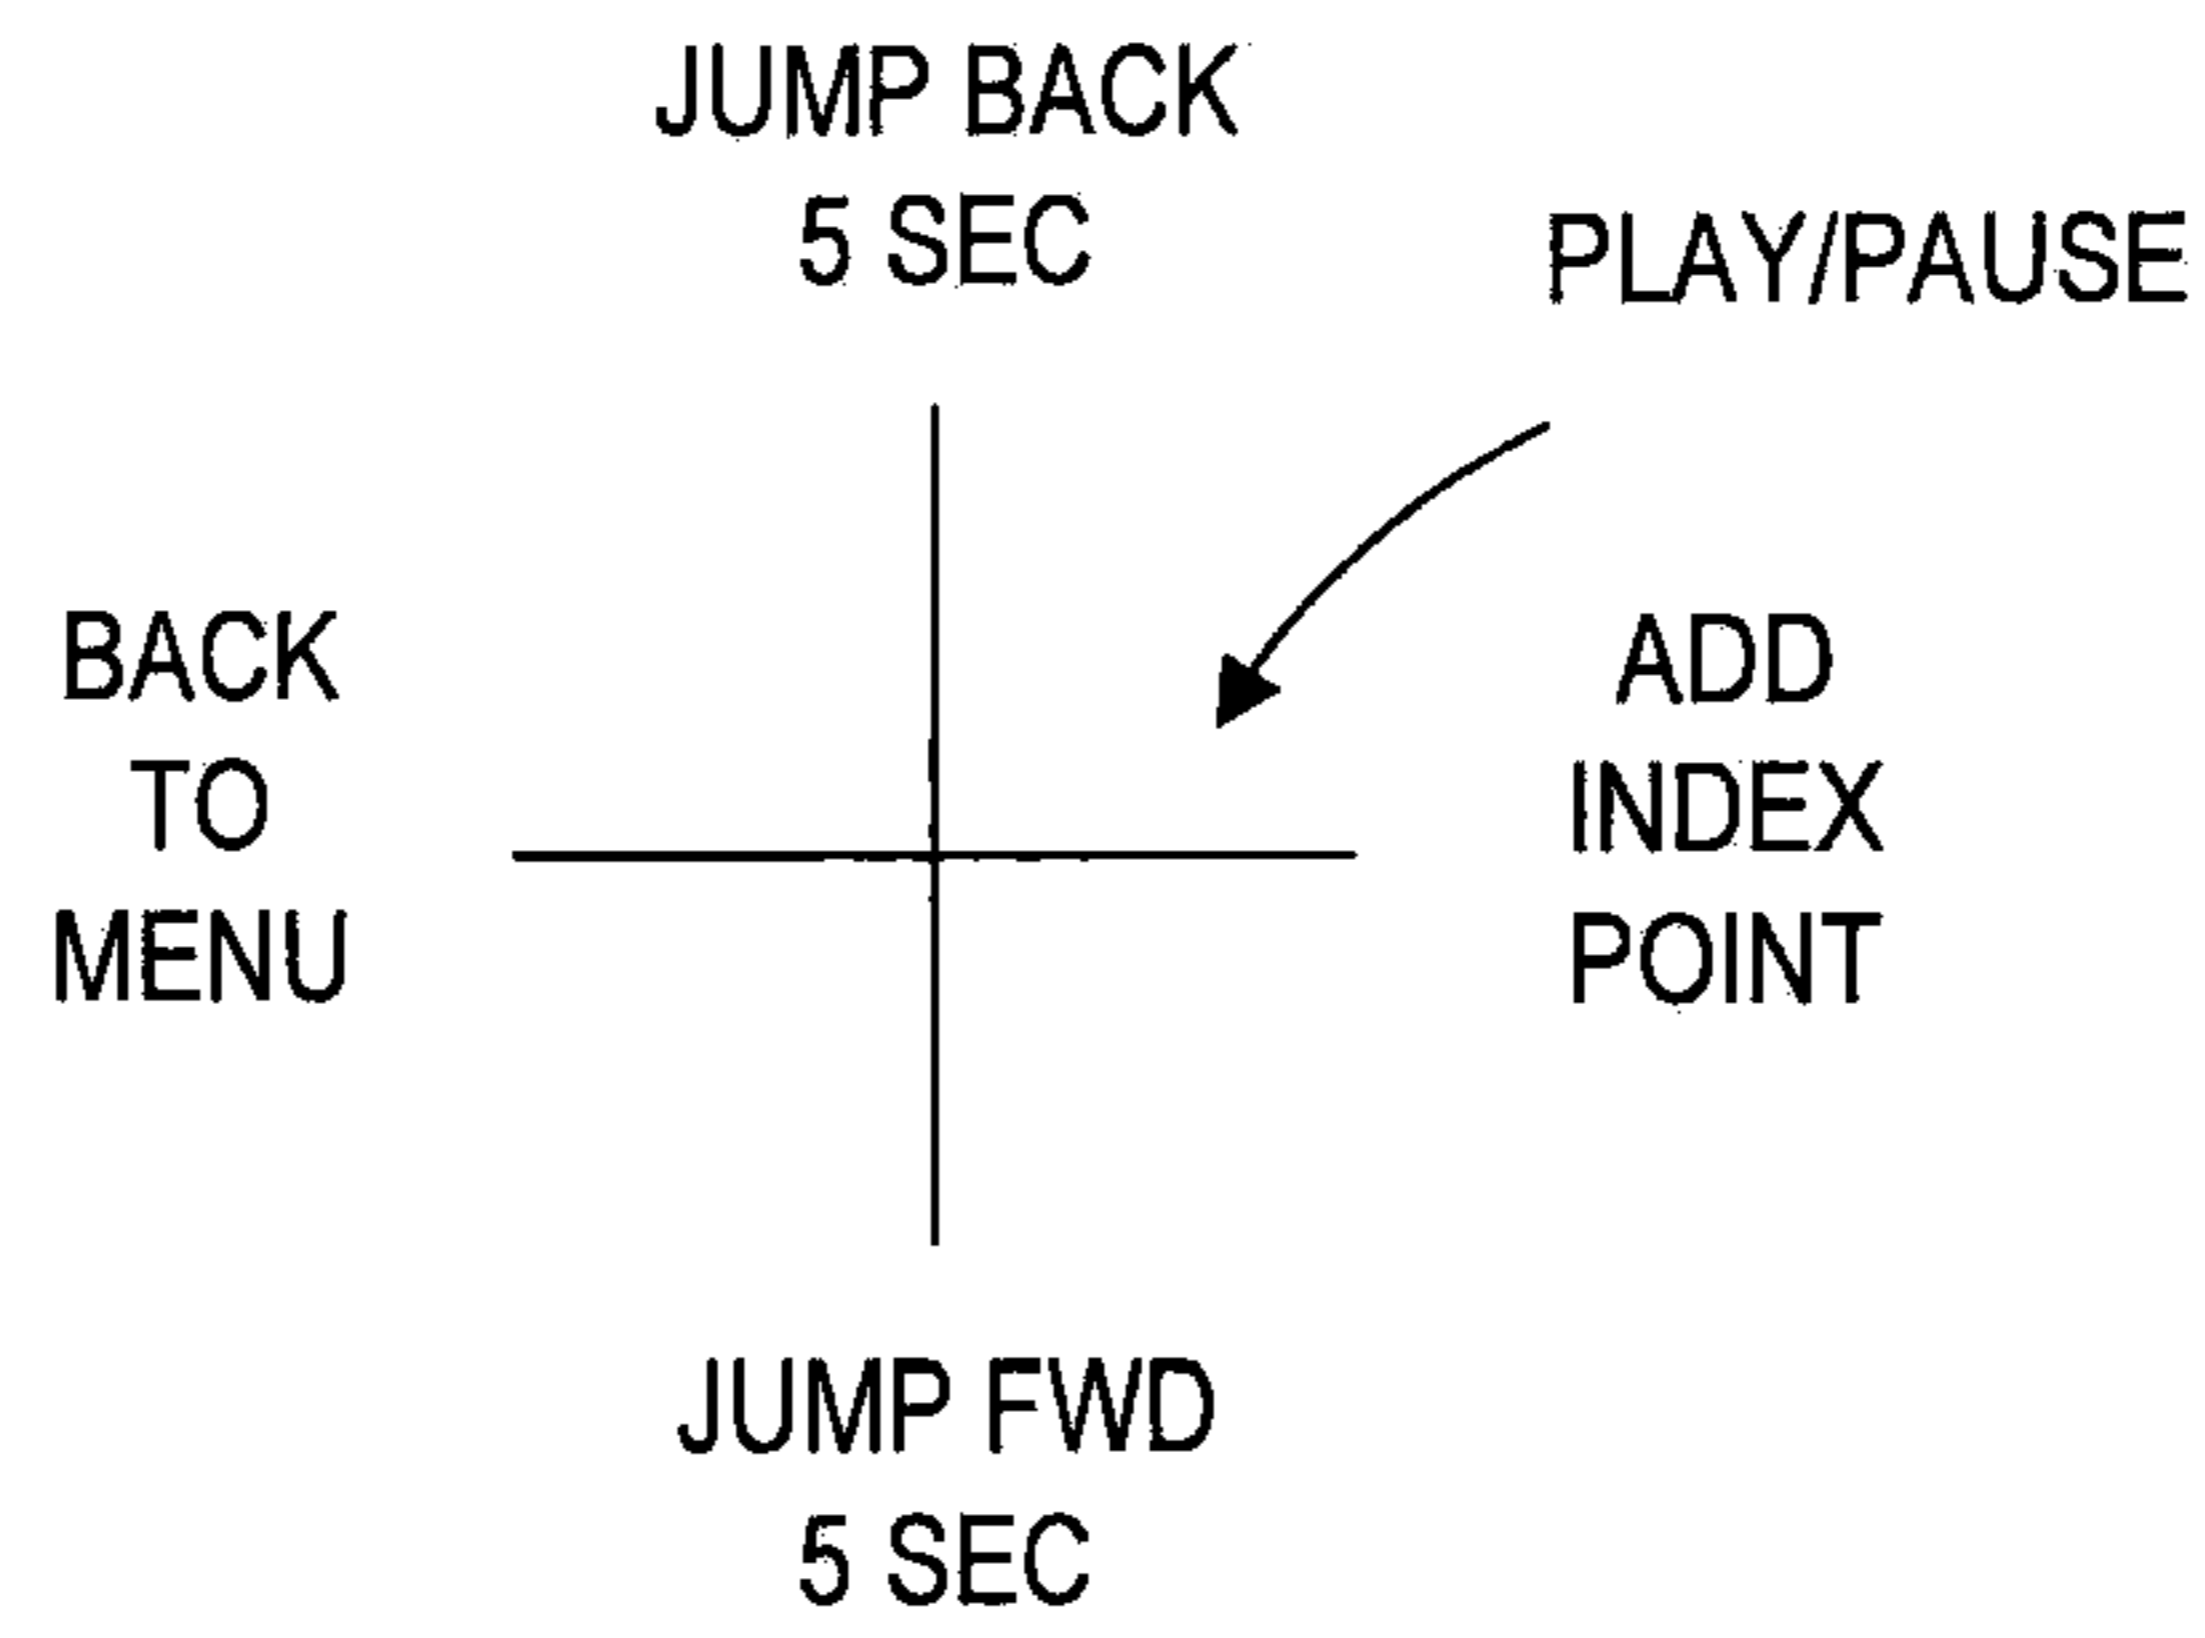 JUMP BACK
5 SEC
PLAY/PAUSE
BACK
TO
MENU
ADD
INDEX
POINT
JUMP FWD
5 SEC